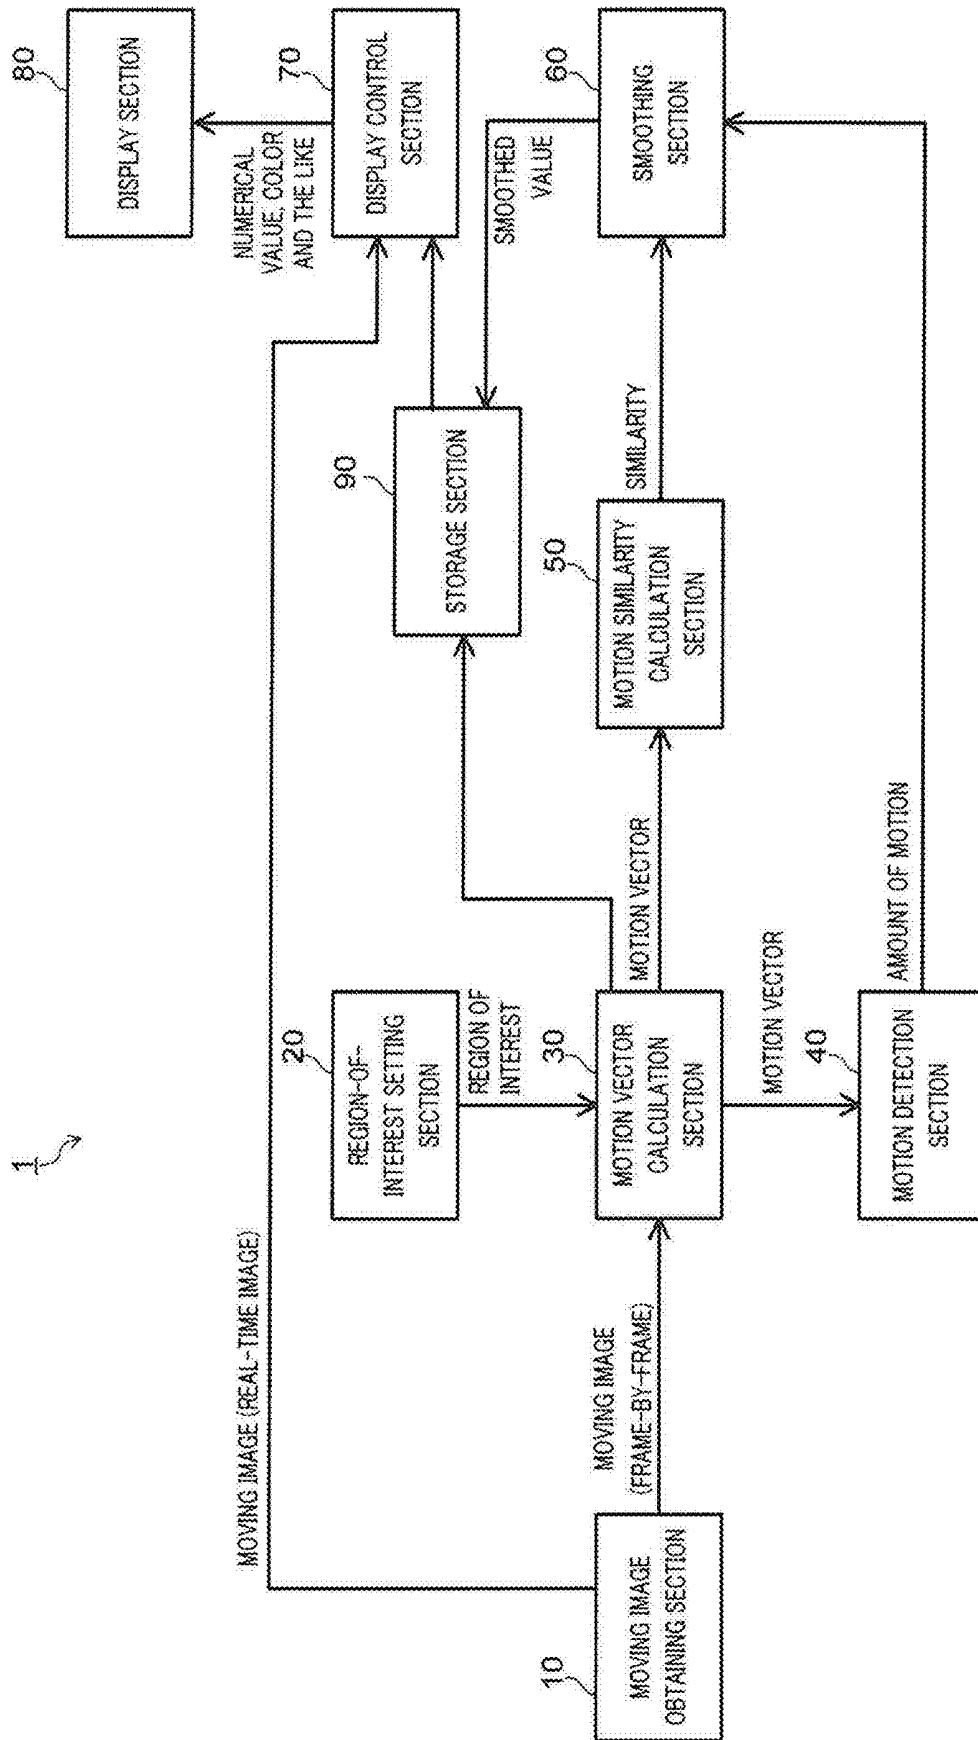 1
MOVING IMAGE (REAL-TIME IMAGE)
10
MOVING IMAGE
OBTAINING SECTION
MOVING IMAGE
(FRAME-BY-FRAME)
20
REGION-OF-
INTEREST SETTING
SECTION
REGION OF
INTEREST
30
MOTION VECTOR
CALCULATION
SECTION
MOTION VECTOR
MOTION VECTOR
40
MOTION DETECTION
SECTION
AMOUNT OF MOTION
50
MOTION SIMILARITY
CALCULATION
SECTION
SIMILARITY
90
STORAGE SECTION
60
SMOOTHING
SECTION
SMOOTHED
VALUE
70
DISPLAY CONTROL
SECTION
NUMERICAL
VALUE, COLOR
AND THE LIKE
80
DISPLAY SECTION